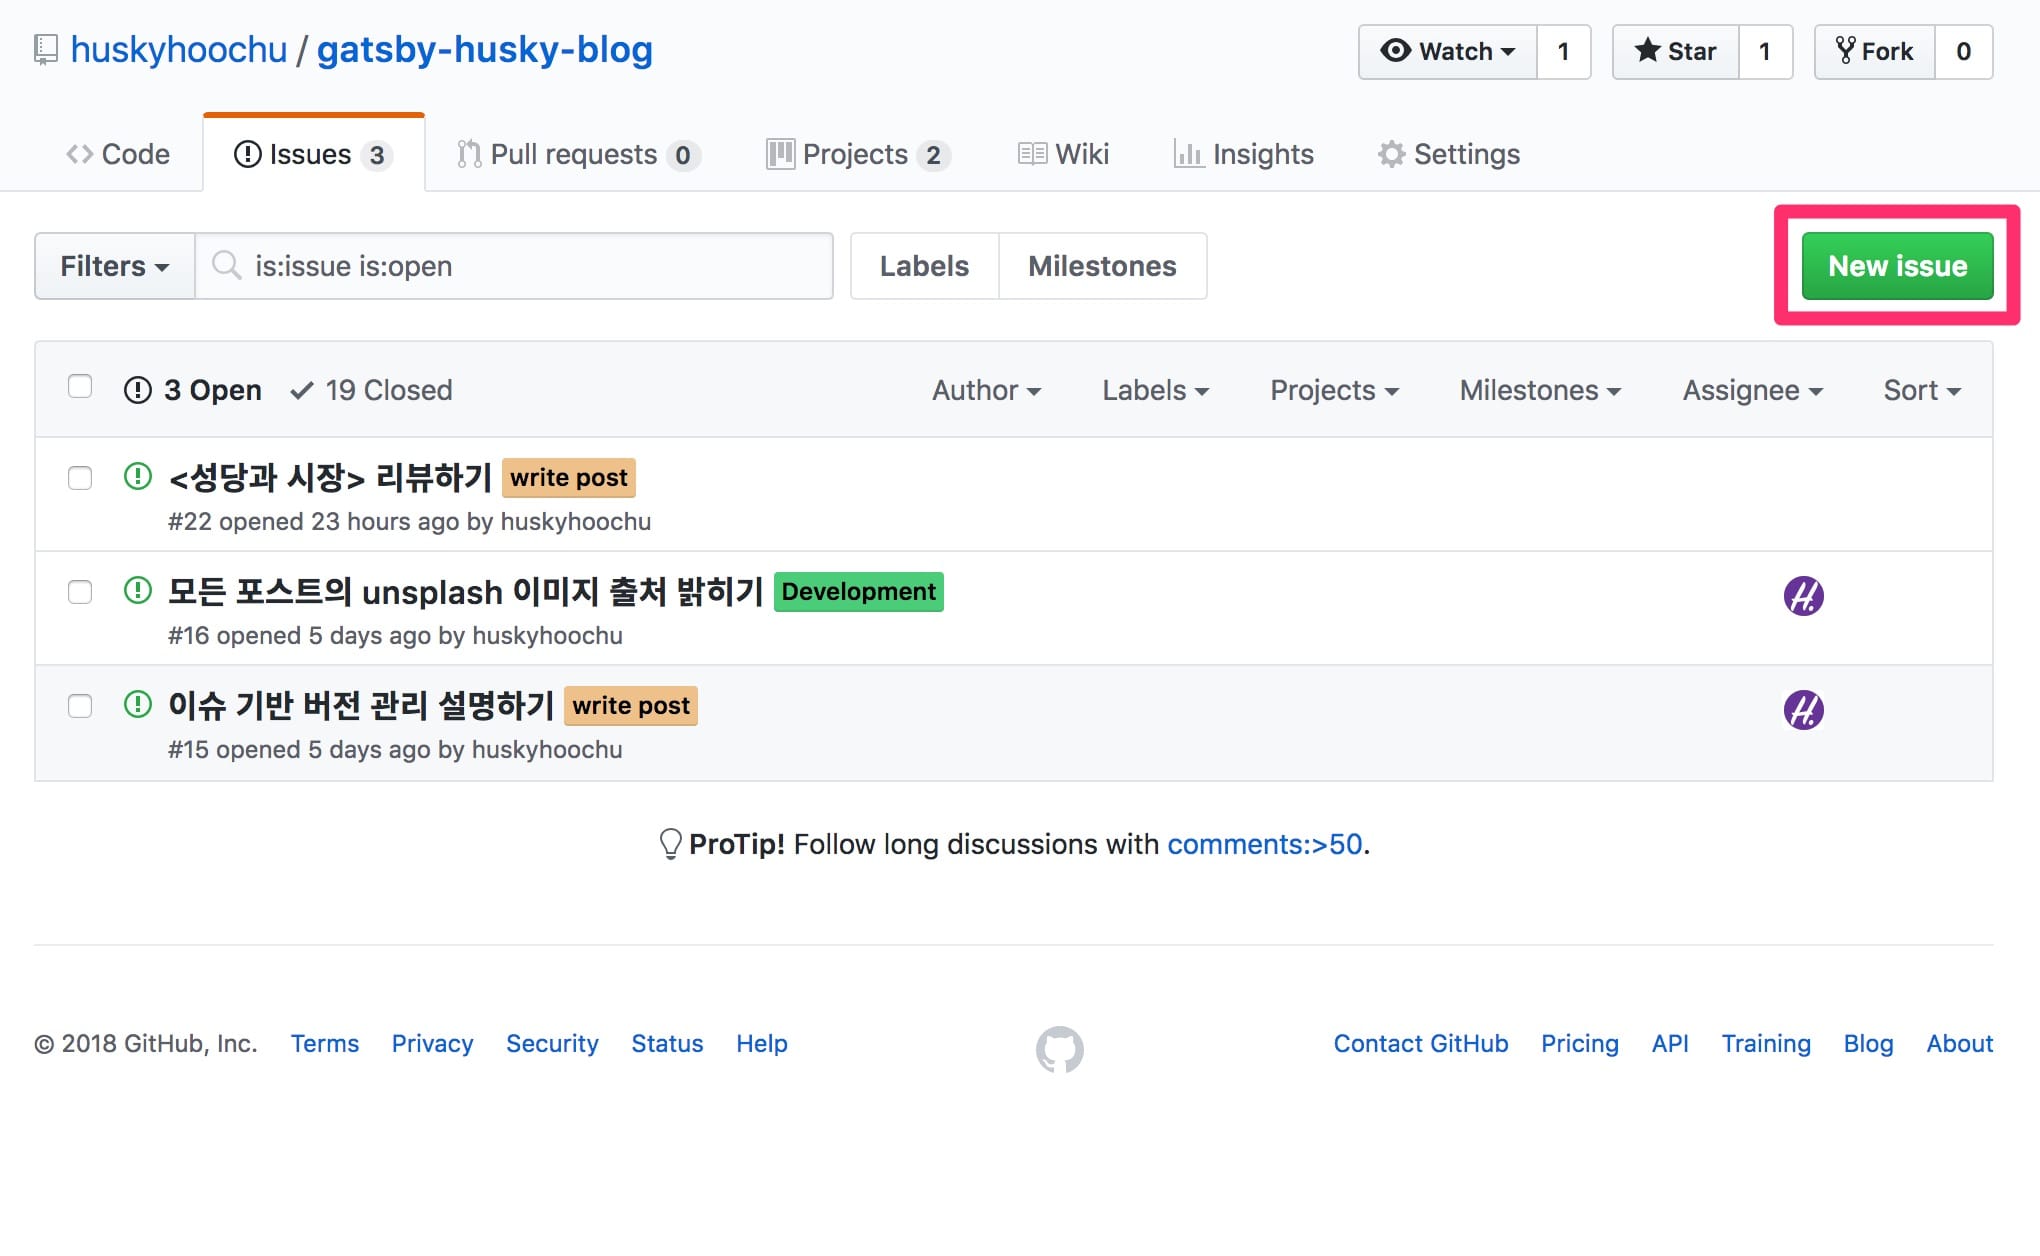 huskyhoochu / gatsby-husky-blog
Watch 1 Star 1 Fork 0
Code Issues 3 Pull requests 0 Projects 2 Wiki Insights Settings
Filters is:issue is:open Labels Milestones New issue
3 Open 19 Closed Author Labels Projects Milestones Assignee Sort
<성당과 시장> 리뷰하기 write post
#22 opened 23 hours ago by huskyhoochu
모든 포스트의 unsplash 이미지 출처 밝히기 Development
#16 opened 5 days ago by huskyhoochu
이슈 기반 버전 관리 설명하기 write post
#15 opened 5 days ago by huskyhoochu
ProTip! Follow long discussions with comments:>50.
© 2018 GitHub, Inc. Terms Privacy Security Status Help Contact GitHub Pricing API Training Blog About